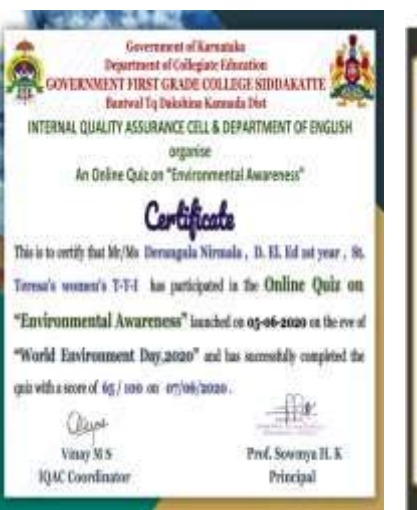 Government of Karnataka
Department of Collegiate Education
GOVERNMENT FIRST GRADE COLLEGE SIDDAKATTE
Bantwal Tq Dakshina Kannada Dist
INTERNAL QUALITY ASSURANCE CELL & DEPARTMENT OF ENGLISH
organise
An Online Quiz on "Environmental Awareness"
Certificate
This is to certify that Mr/Ms Derangula Nirmala , D. El. Ed 1st year , St.
Teresa's women's T-T-I has participated in the Online Quiz on
"Environmental Awareness" launched on 05-06-2020 on the eve of
"World Environment Day,2020" and has successfully completed the
quiz with a score of 65 / 100 on 07/06/2020 .
Vinay M S
IQAC Coordinator
Prof. Sowmya H. K
Principal